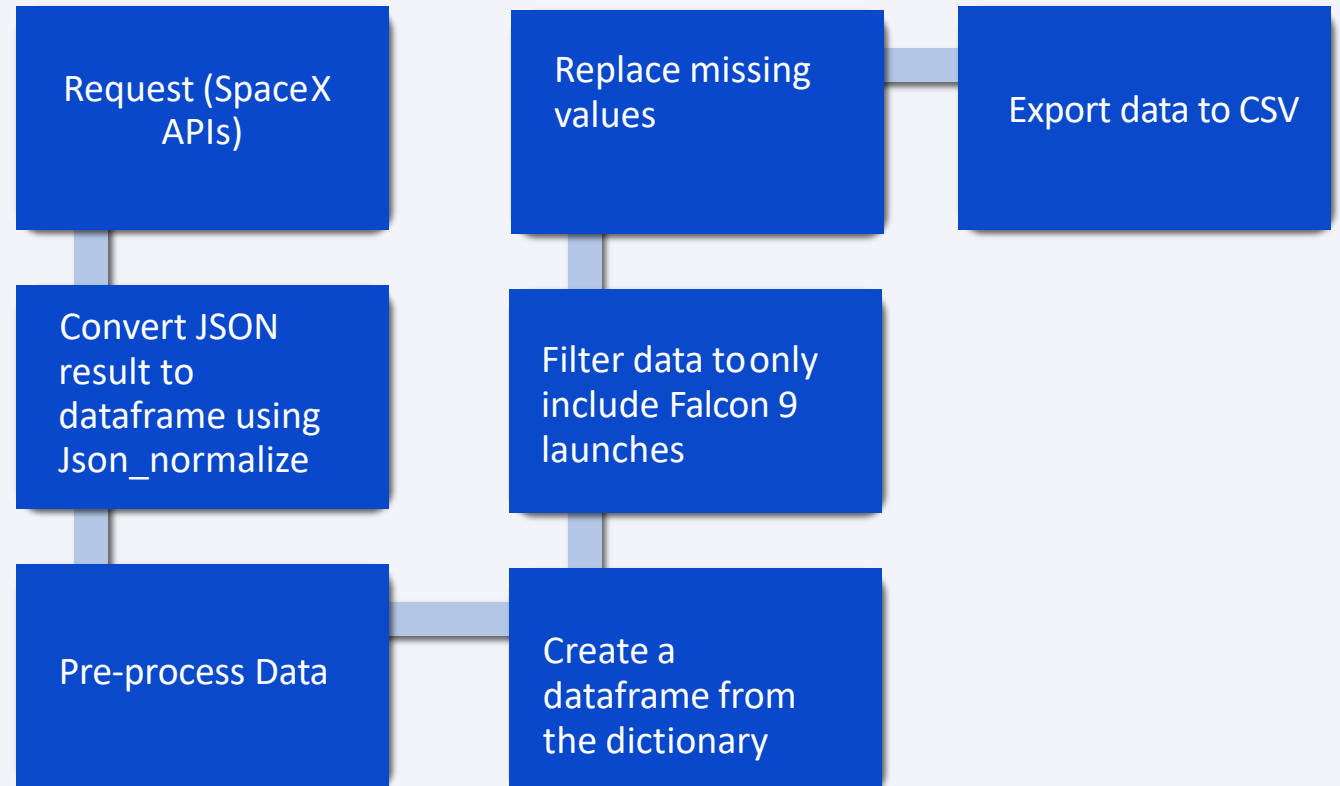 Request (SpaceX
APIs)
Convert JSON
result to
dataframe using
Json_normalize
Pre-process Data
Create a
dataframe from
the dictionary
Filter data toonly
include Falcon 9
launches
Replace missing
values
Export data to CSV